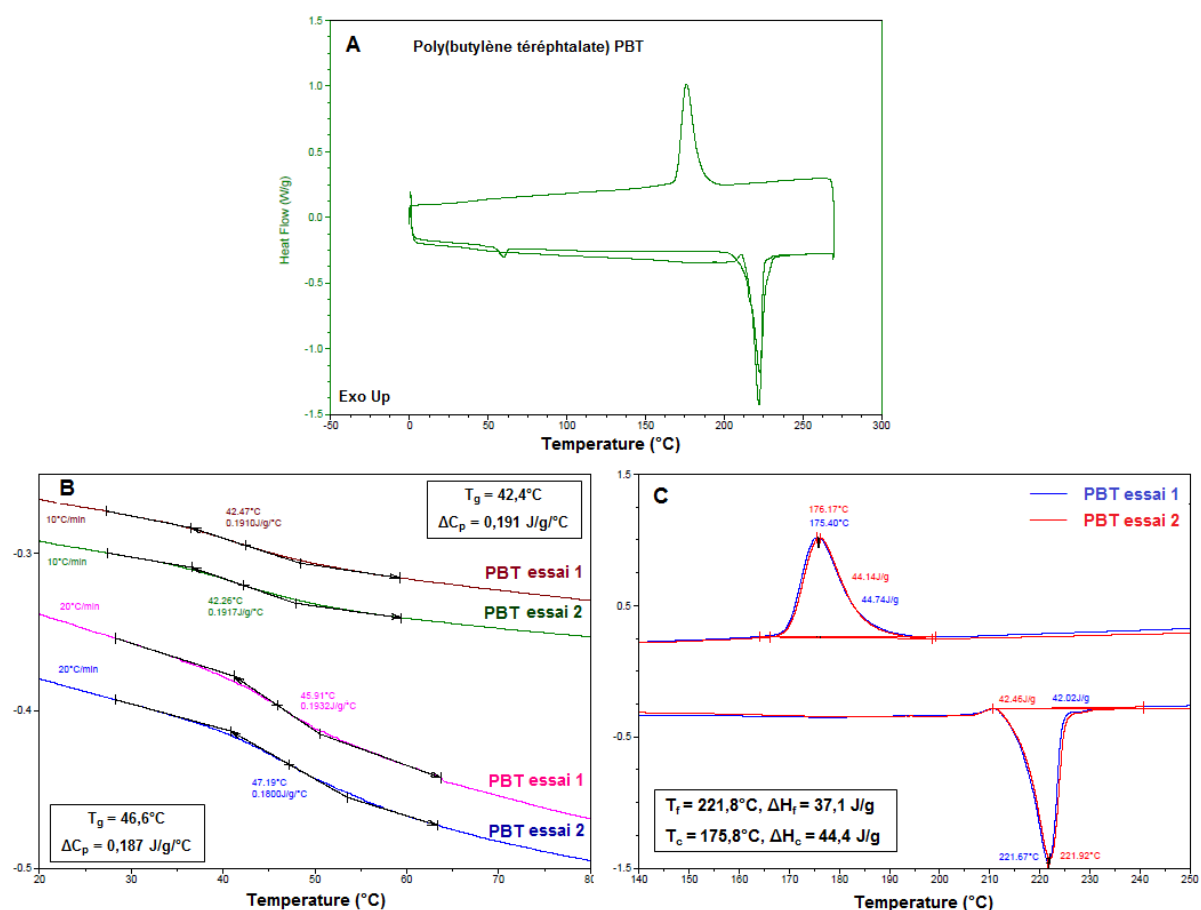 A
Poly(butylène téréphtalate) PBT
1.5
1.0
0.5
0.0
-0.5
-1.0
-1.5
Heat Flow (W/g)
Exo Up
-50
0
50
100
150
200
250
300
Temperature (°C)
B
Tg = 42,4°C
ΔCp = 0,191 J/g/°C
10°C/min
42.47°C
0.1910J/g/°C
PBT essai 1
10°C/min
42.26°C
0.1917J/g/°C
PBT essai 2
20°C/min
45.91°C
0.1932J/g/°C
PBT essai 1
20°C/min
47.19°C
0.1800J/g/°C
PBT essai 2
Tg = 46,6°C
ΔCp = 0,187 J/g/°C
-0.3
-0.4
-0.5
20
30
40
50
60
70
80
Temperature (°C)
C
PBT essai 1
PBT essai 2
176.17°C
175.40°C
44.14J/g
44.74J/g
42.46J/g
42.02J/g
Tf = 221,8°C, ΔHf = 37,1 J/g
Tc = 175,8°C, ΔHc = 44,4 J/g
221.67°C
221.92°C
1.5
0.5
-0.5
-1.5
140
150
160
170
180
190
200
210
220
230
240
250
Temperature (°C)